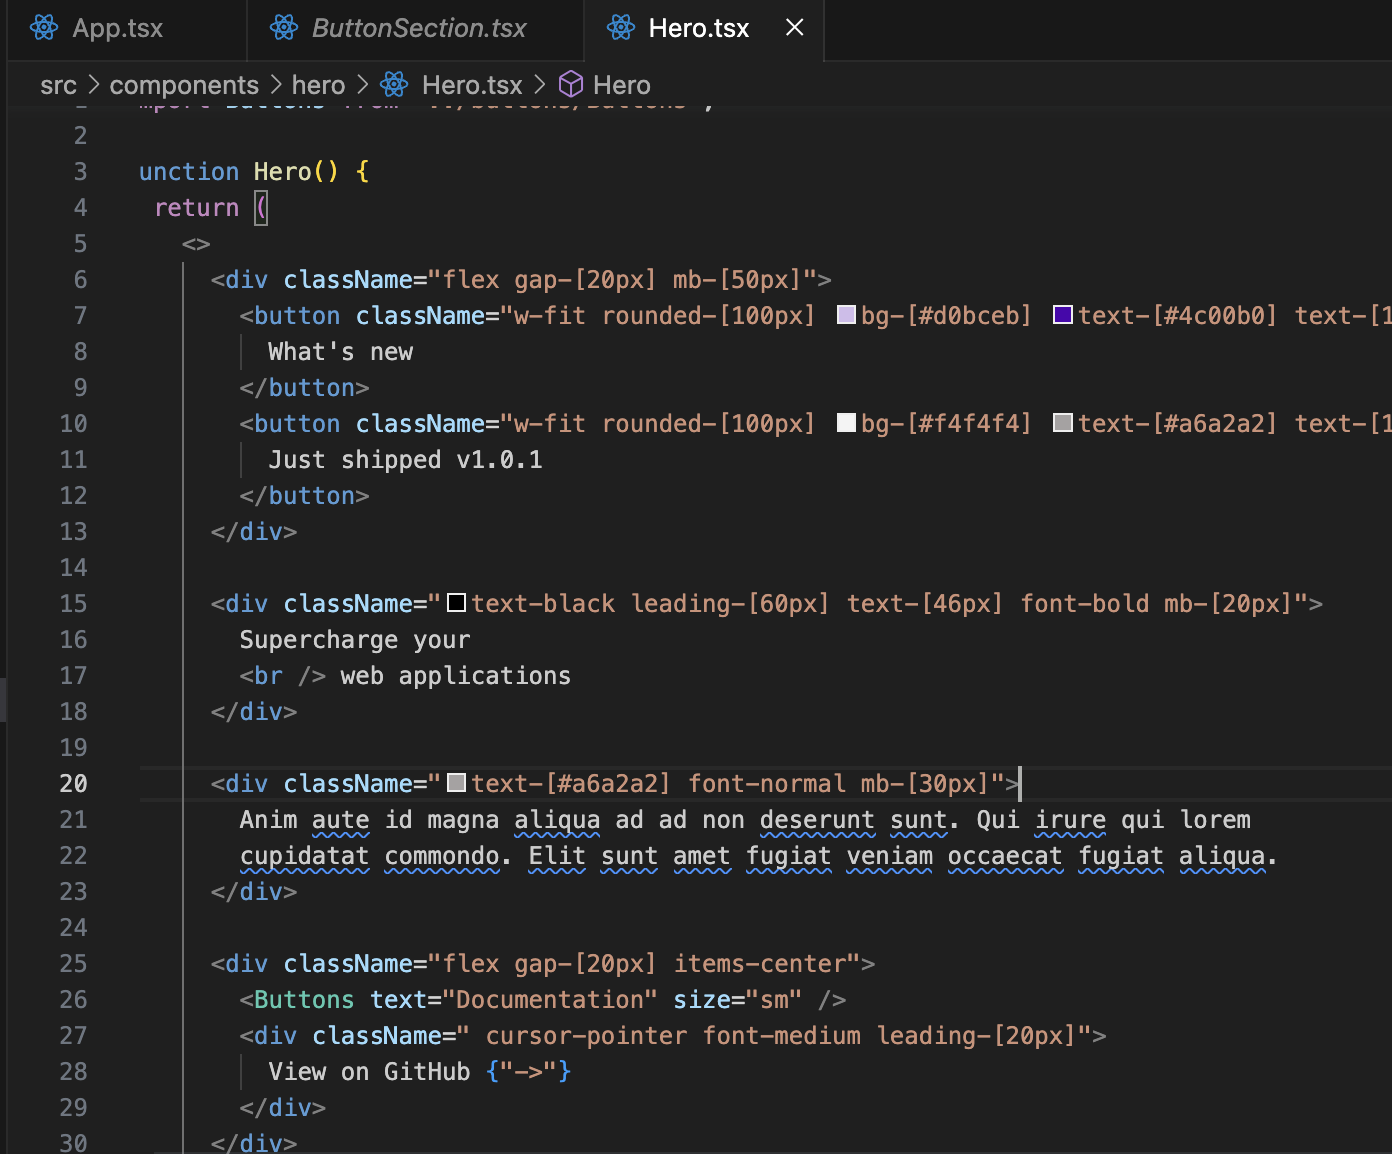 App.tsx
ButtonSection.tsx
Hero.tsx
src > components > hero > Hero.tsx > Hero
2
3 unction Hero() {
4 return (
5 <>
6 <div className="flex gap-[20px] mb-[50px]">
7 <button className="w-fit rounded-[100px] bg-[#d0bceb] text-[#4c00b0] text-[1
8 What's new
9 </button>
10 <button className="w-fit rounded-[100px] bg-[#f4f4f4] text-[#a6a2a2] text-[1
11 Just shipped v1.0.1
12 </button>
13 </div>
14
15 <div className="text-black leading-[60px] text-[46px] font-bold mb-[20px]">
16 Supercharge your
17 <br /> web applications
18 </div>
19
20 <div className="text-[#a6a2a2] font-normal mb-[30px]">
21 Anim aute id magna aliqua ad ad non deserunt sunt. Qui irure qui lorem
22 cupidatat commondo. Elit sunt amet fugiat veniam occaecat fugiat aliqua.
23 </div>
24
25 <div className="flex gap-[20px] items-center">
26 <Buttons text="Documentation" size="sm" />
27 <div className=" cursor-pointer font-medium leading-[20px]">
28 View on GitHub {"->"}
29 </div>
30 </div>